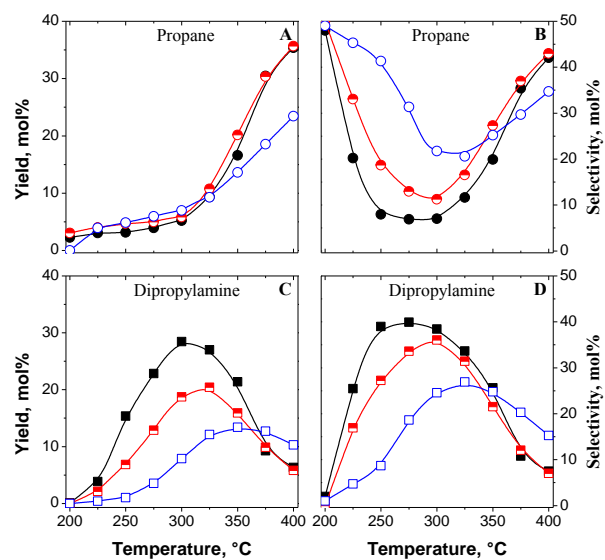 Propane A
Propane B
40
30
20
10
0
Yield, mol%
50
40
30
20
10
0
Selectivity, mol%
Dipropylamine C
Dipropylamine D
40
30
20
10
0
Yield, mol%
50
40
30
20
10
0
Selectivity, mol%
200 250 300 350 400
200 250 300 350 400
Temperature, °C
Temperature, °C